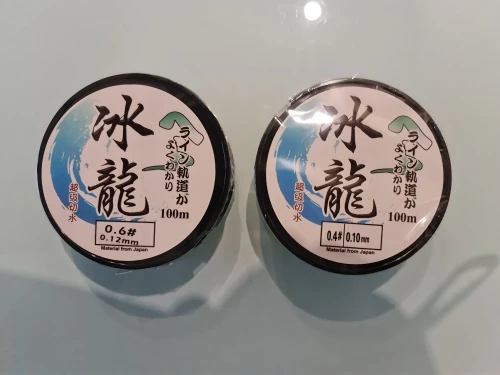 冰龍
ライン軌道が
よくわかり
100m
超级切水
0.6#
0.12mm
Material from Japan
冰龍
ライン軌道が
よくわかり
100m
超级切水
0.4# 0.10mm
Material from Japan